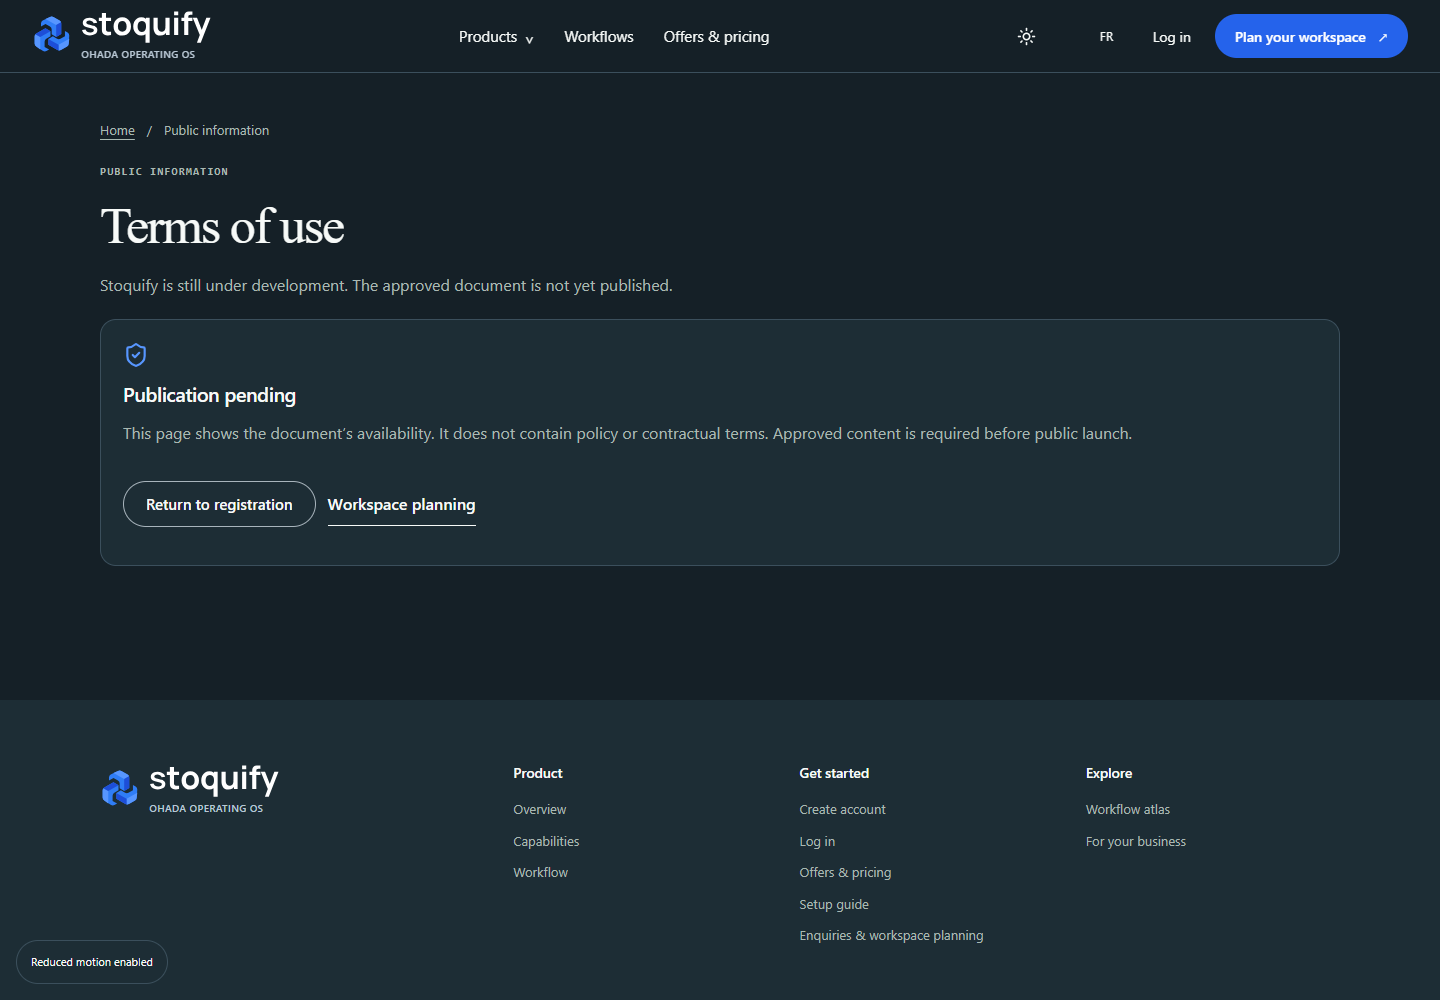 stoquify
OHADA OPERATING OS
Products
Workflows
Offers & pricing
FR
Log in
Plan your workspace ↗
Home / Public information
PUBLIC INFORMATION
Terms of use
Stoquify is still under development. The approved document is not yet published.
Publication pending
This page shows the document's availability. It does not contain policy or contractual terms. Approved content is required before public launch.
Return to registration
Workspace planning
stoquify
OHADA OPERATING OS
Product
Overview
Capabilities
Workflow
Get started
Create account
Log in
Offers & pricing
Setup guide
Enquiries & workspace planning
Explore
Workflow atlas
For your business
Reduced motion enabled